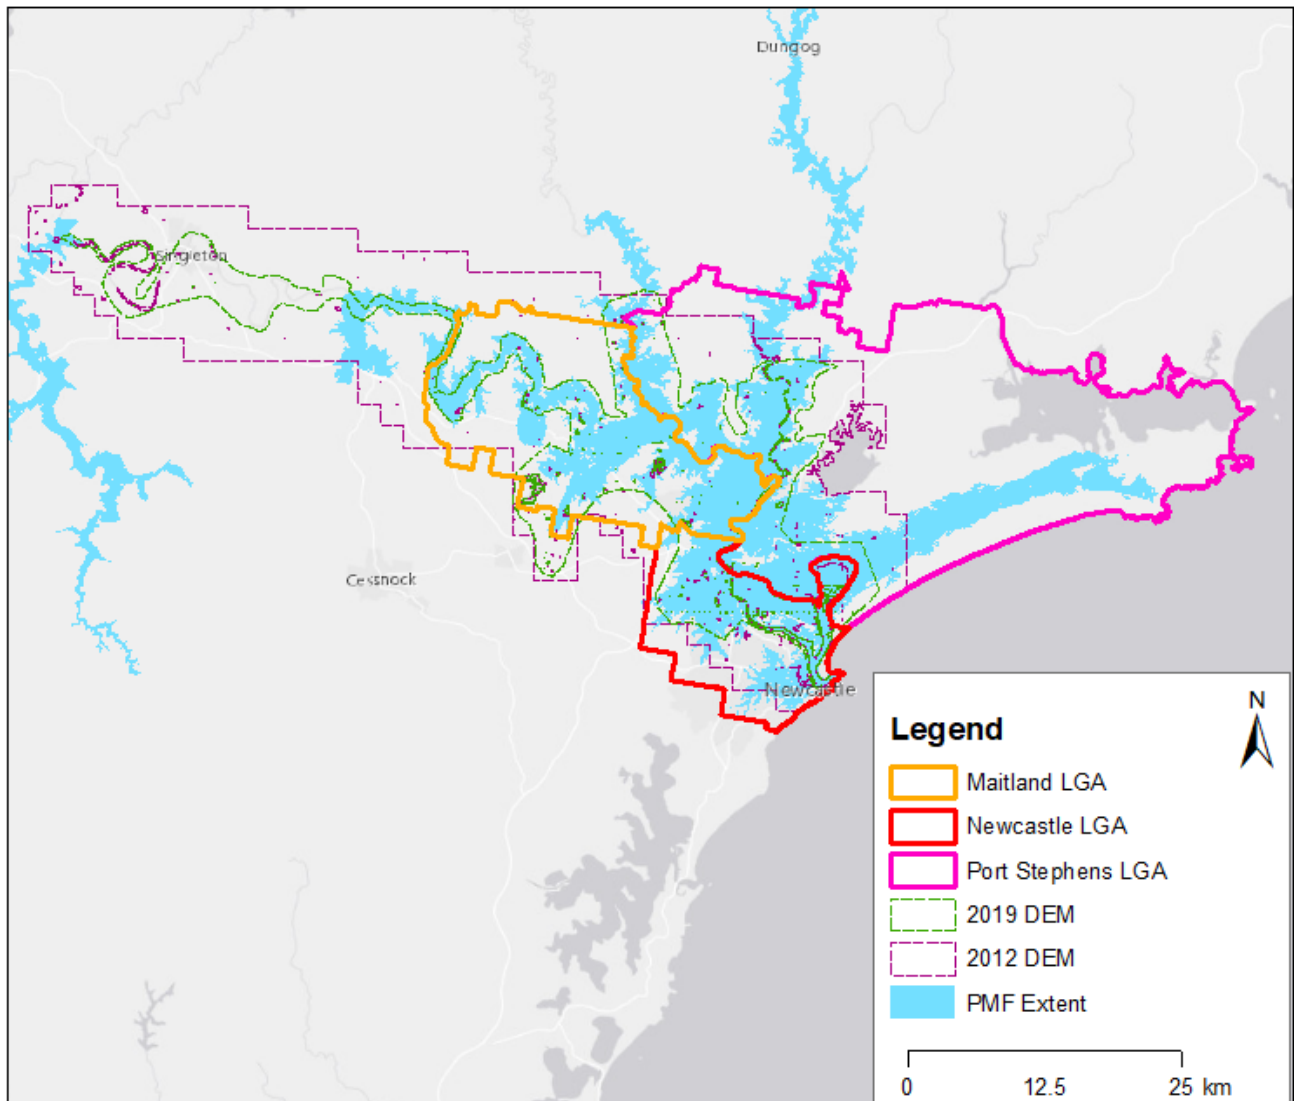 Dungog
Singleton
Cessnock
Newcastle
Legend
N
Maitland LGA
Newcastle LGA
Port Stephens LGA
2019 DEM
2012 DEM
PMF Extent
0 12.5 25 km